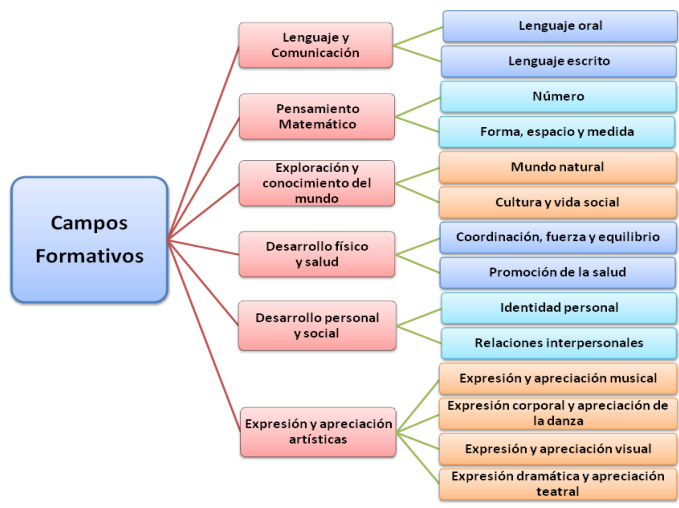 Campos
Formativos
Lenguaje y
Comunicación
Lenguaje oral
Lenguaje escrito
Pensamiento
Matemático
Número
Forma, espacio y medida
Exploración y
conocimiento del
mundo
Mundo natural
Cultura y vida social
Desarrollo físico
y salud
Coordinación, fuerza y equilibrio
Promoción de la salud
Desarrollo personal
y social
Identidad personal
Relaciones interpersonales
Expresión y apreciación
artísticas
Expresión y apreciación musical
Expresión corporal y apreciación de
la danza
Expresión y apreciación visual
Expresión dramática y apreciación
teatral